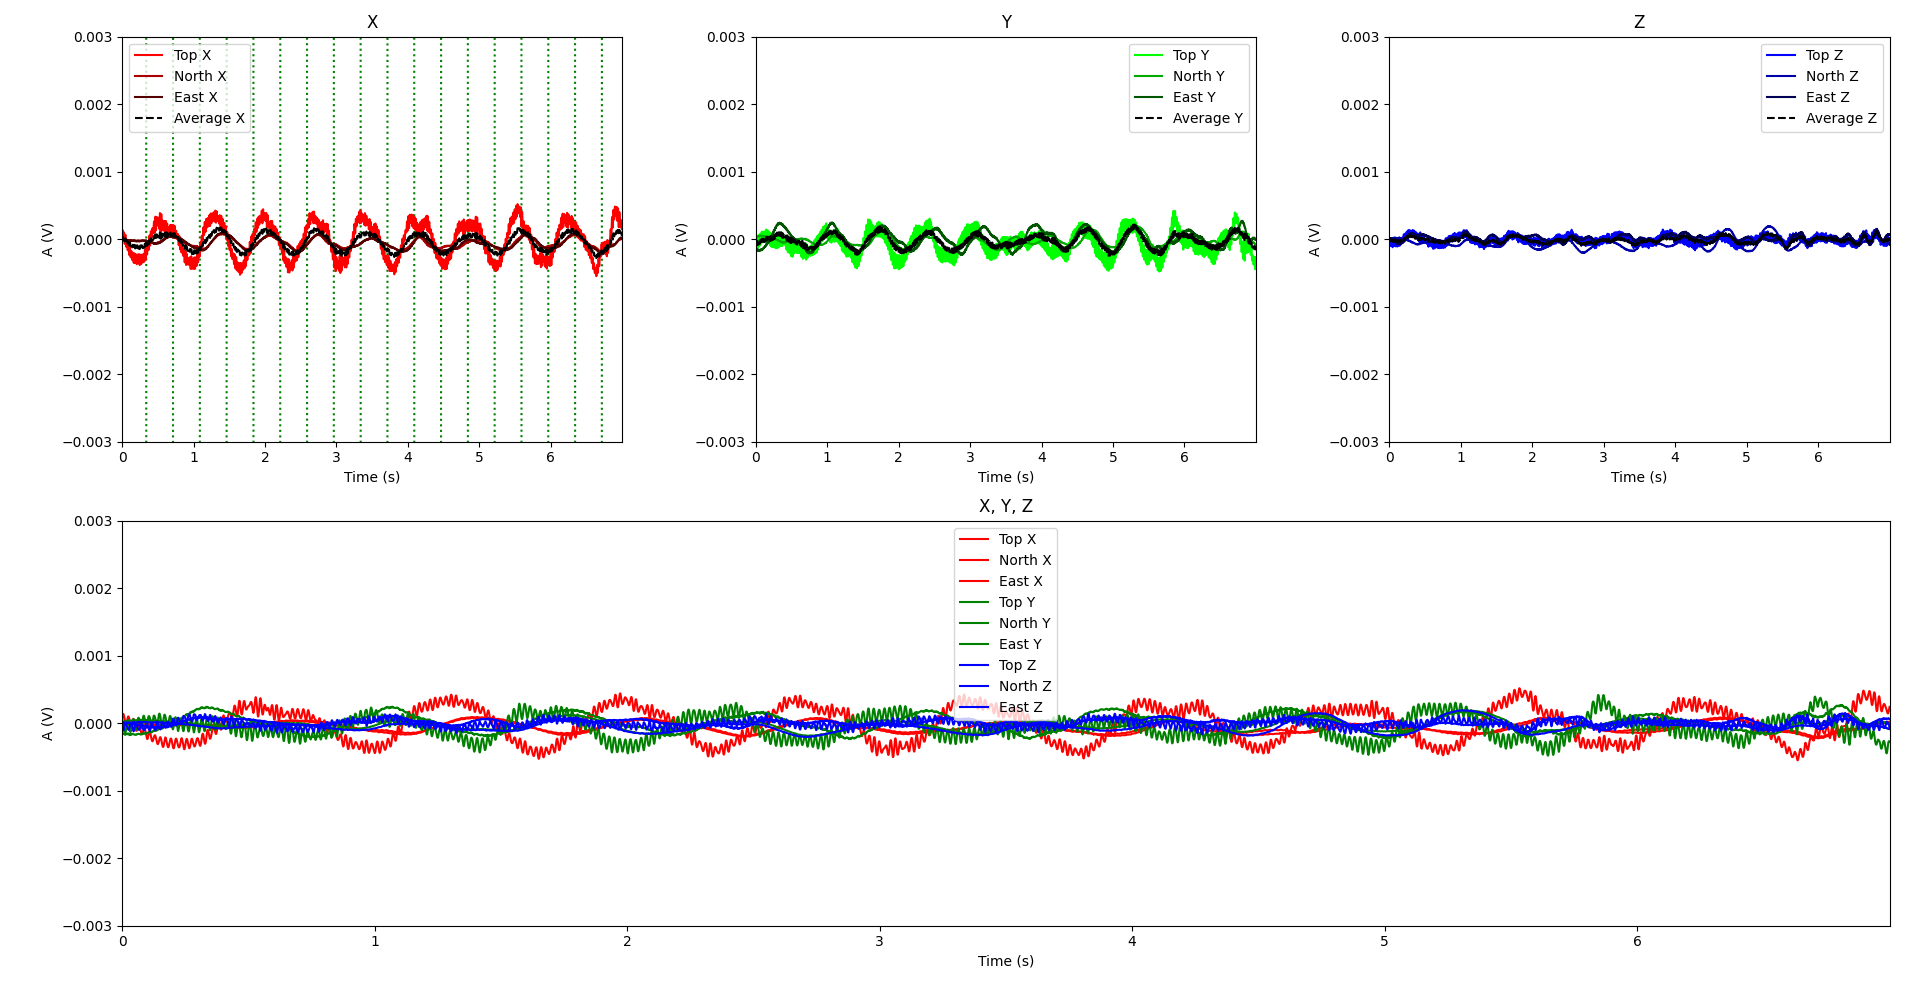 X
0.003
0.002
0.001
0.000
−0.001
−0.002
−0.003
A (V)
Top X
North X
East X
Average X
0 1 2 3 4 5 6
Time (s)
Y
0.003
0.002
0.001
0.000
−0.001
−0.002
−0.003
A (V)
Top Y
North Y
East Y
Average Y
0 1 2 3 4 5 6
Time (s)
Z
0.003
0.002
0.001
0.000
−0.001
−0.002
−0.003
A (V)
Top Z
North Z
East Z
Average Z
0 1 2 3 4 5 6
Time (s)
X, Y, Z
0.003
0.002
0.001
0.000
−0.001
−0.002
−0.003
A (V)
Top X
North X
East X
Top Y
North Y
East Y
Top Z
North Z
East Z
0 1 2 3 4 5 6
Time (s)